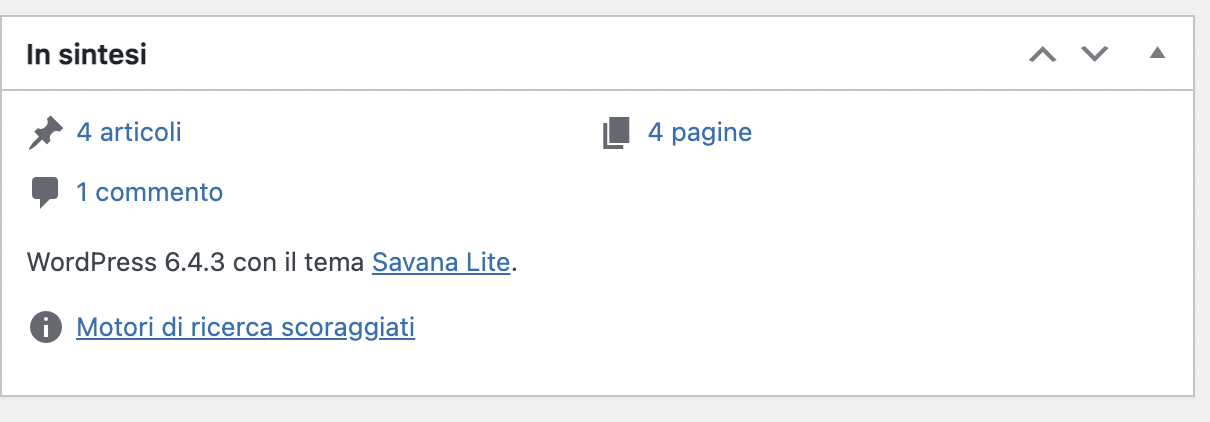 In sintesi
4 articoli
4 pagine
1 commento
WordPress 6.4.3 con il tema Savana Lite.
Motori di ricerca scoraggiati